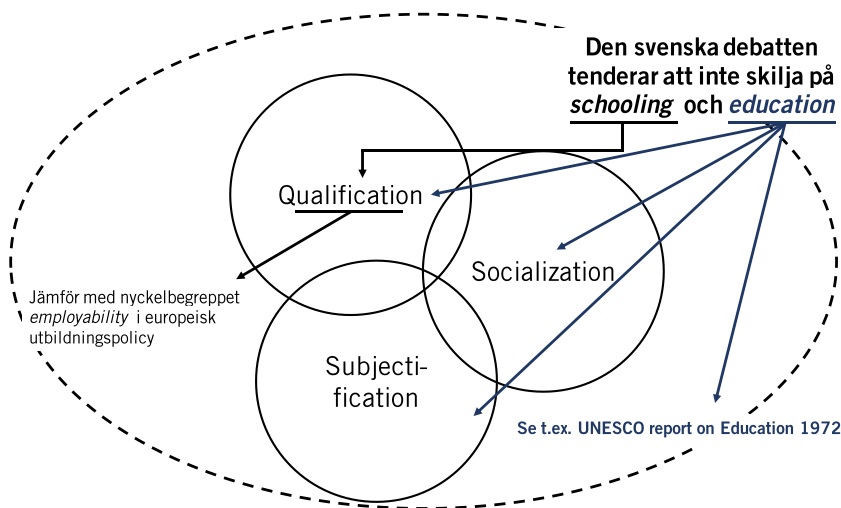 Den svenska debatten
tenderar att inte skilja på
schooling och education
Qualification
Socialization
Jämför med nyckelbegreppet
employability i europeisk
utbildningspolicy
Subjecti-
fication
Se t.ex. UNESCO report on Education 1972